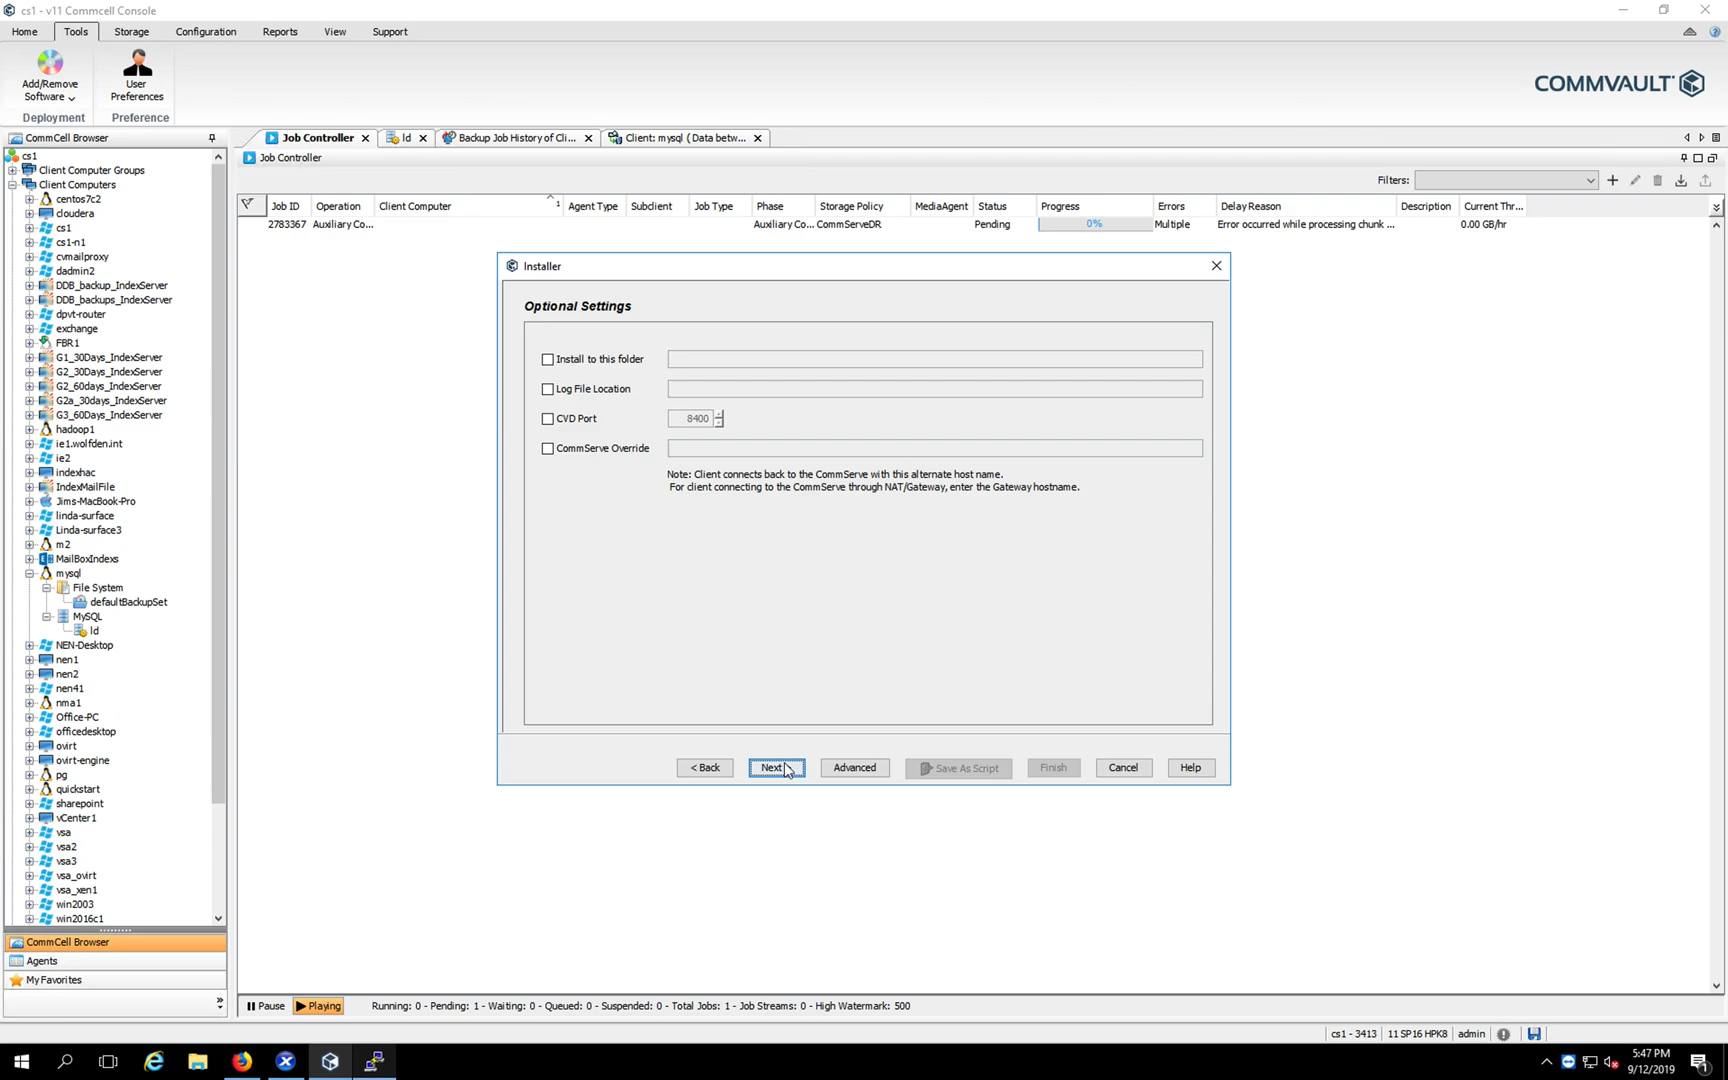 cs1 - v11 Commcell Console
Home Tools Storage Configuration Reports View Support
Add/Remove Software
User Preferences
Deployment Preference
COMMVAULT
CommCell Browser
Job Controller ld Backup Job History of Cli... Client: mysql ( Data betw...
Job Controller
Filters:
Job ID Operation Client Computer 1 Agent Type Subclient Job Type Phase Storage Policy MediaAgent Status Progress Errors Delay Reason Description Current Thr...
2783367 Auxiliary Co... Auxiliary Co... CommServeDR Pending 0% Multiple Error occurred while processing chunk ... 0.00 GB/hr
cs1
Client Computer Groups
Client Computers
centos7c2
cloudera
cs1
cs1-n1
cvmailproxy
dadmin2
DDB_backup_IndexServer
DDB_backups_IndexServer
dpvt-router
exchange
FBR1
G1_30Days_IndexServer
G2_30Days_IndexServer
G2_60days_IndexServer
G2a_30days_IndexServer
G3_60Days_IndexServer
hadoop1
ie1.wolfden.int
ie2
indexhac
IndexMailFile
Jims-MacBook-Pro
linda-surface
Linda-surface3
m2
MailBoxIndexs
mysql
File System
defaultBackupSet
MySQL
ld
NEN-Desktop
nen1
nen2
nen41
nma1
Office-PC
officedesktop
ovirt
ovirt-engine
pg
quickstart
sharepoint
vCenter1
vsa
vsa2
vsa3
vsa_ovirt
vsa_xen1
win2003
win2016c1
CommCell Browser
Agents
My Favorites
Installer
Optional Settings
Install to this folder
Log File Location
CVD Port 8400
CommServe Override
Note: Client connects back to the CommServe with this alternate host name.
For client connecting to the CommServe through NAT/Gateway, enter the Gateway hostname.
< Back Next Advanced Save As Script Finish Cancel Help
Pause Playing Running: 0 - Pending: 1 - Waiting: 0 - Queued: 0 - Suspended: 0 - Total Jobs: 1 - Job Streams: 0 - High Watermark: 500
cs1 - 3413 11 SP16 HPK8 admin
5:47 PM
9/12/2019
1